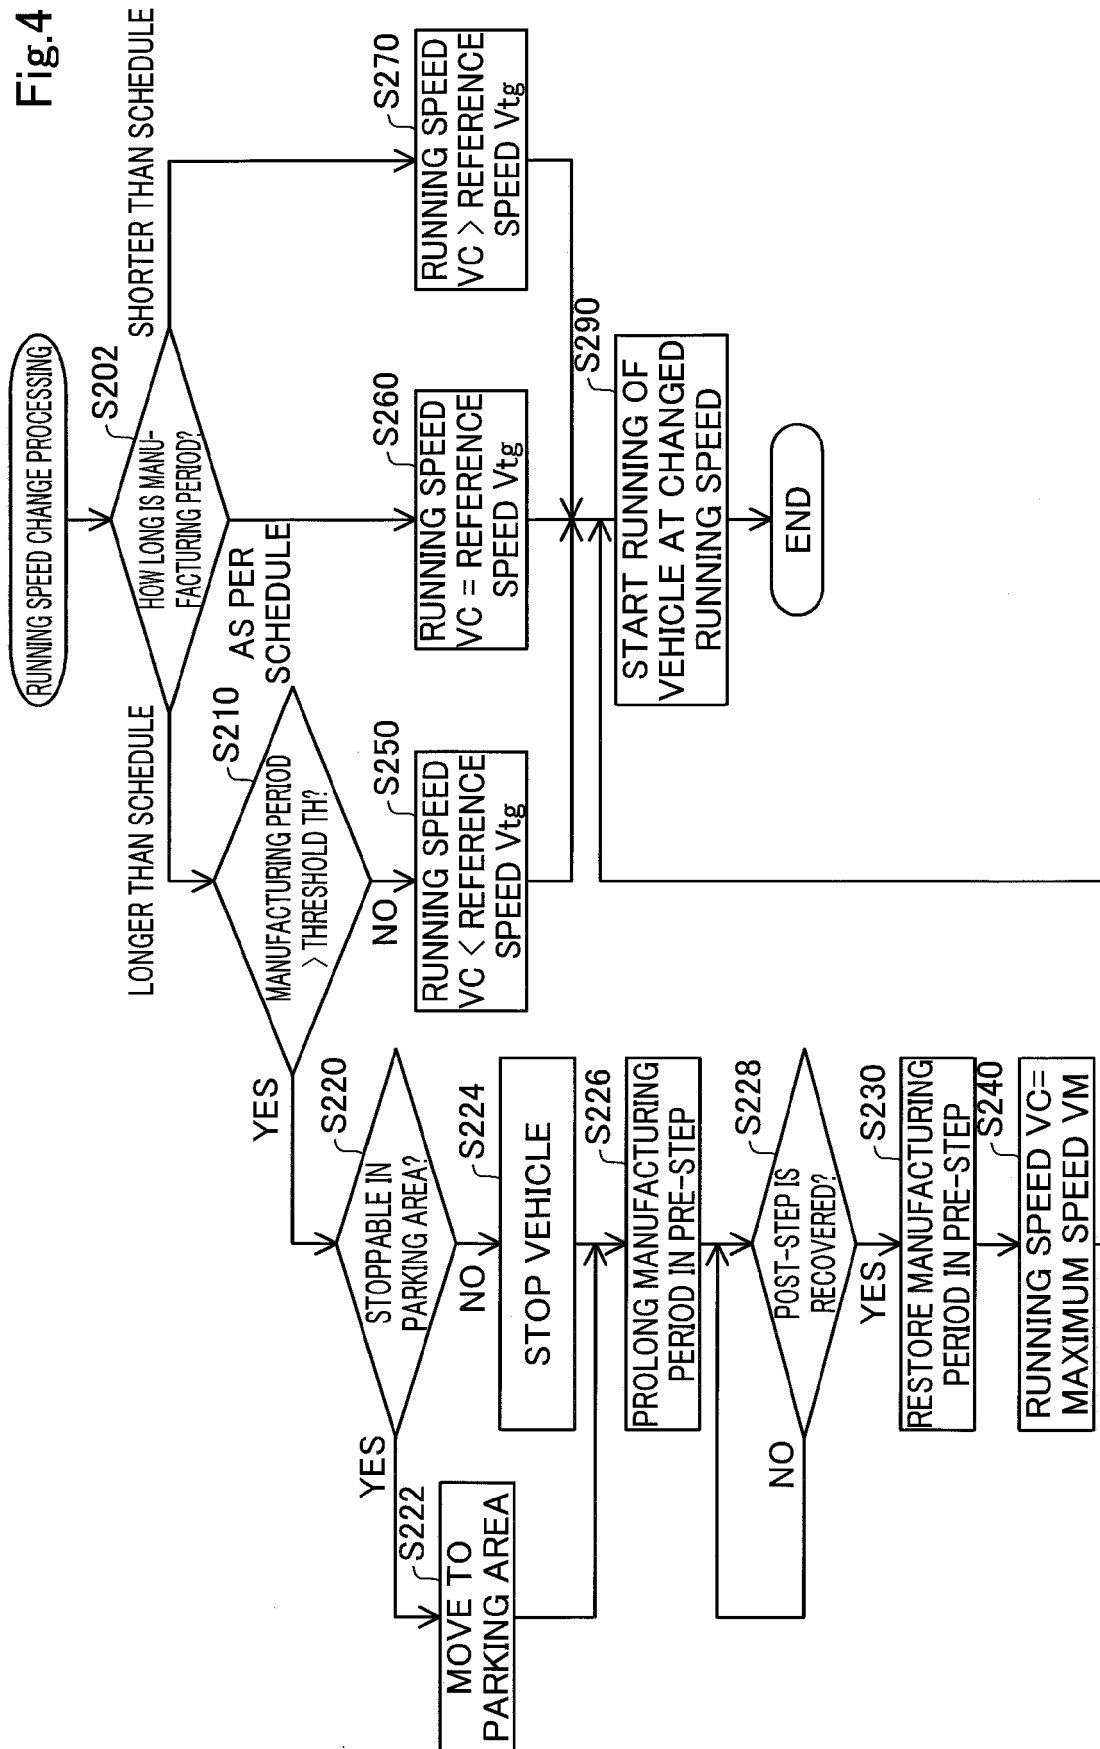 Fig.4
RUNNING SPEED CHANGE PROCESSING
S202
HOW LONG IS MANU-
FACTURING PERIOD?
LONGER THAN SCHEDULE
AS PER
SCHEDULE
SHORTER THAN SCHEDULE
S210
MANUFACTURING PERIOD
> THRESHOLD TH?
YES
NO
S220
STOPPABLE IN
PARKING AREA?
YES
NO
S222
MOVE TO
PARKING AREA
S224
STOP VEHICLE
S226
PROLONG MANUFACTURING
PERIOD IN PRE-STEP
S228
POST-STEP IS
RECOVERED?
NO
YES
S230
RESTORE MANUFACTURING
PERIOD IN PRE-STEP
S240
RUNNING SPEED VC=
MAXIMUM SPEED VM
S250
RUNNING SPEED
VC < REFERENCE
SPEED Vtg
S260
RUNNING SPEED
VC = REFERENCE
SPEED Vtg
S270
RUNNING SPEED
VC > REFERENCE
SPEED Vtg
S290
START RUNNING OF
VEHICLE AT CHANGED
RUNNING SPEED
END